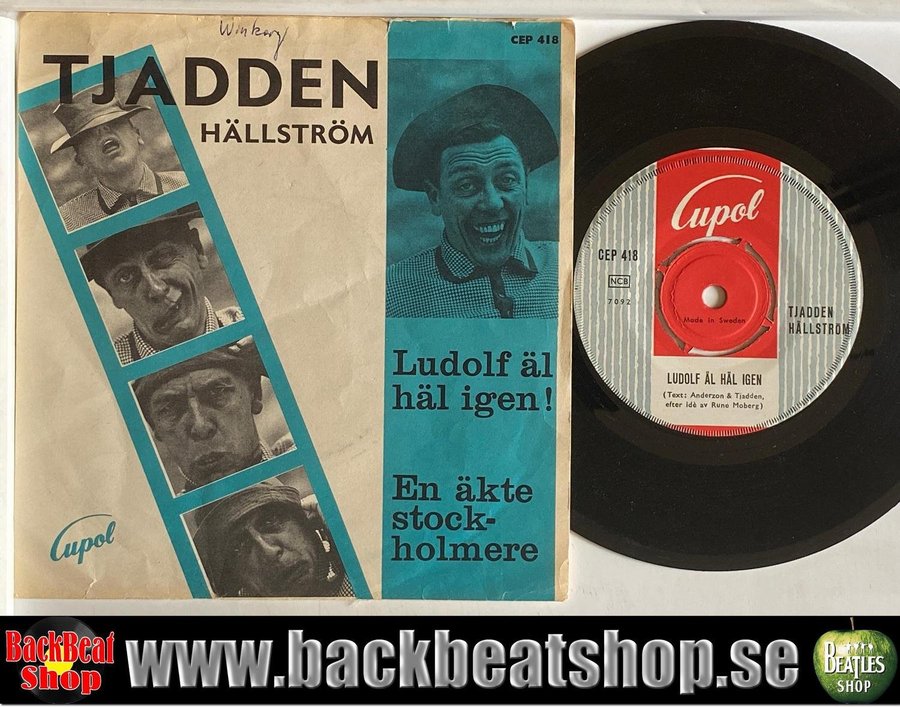 CEP 418
TJADDEN
HÄLLSTRÖM
Ludolf äl
häl igen!
En äkte
stock-
holmere
Cupol
Cupol
CEP 418
NCB
7092
Made in Sweden
TJADDEN
HÄLLSTRÖM
LUDOLF ÄL HÄL IGEN
(Text: Anderzon & Tjadden,
efter idè av Rune Moberg)
BackBeat
Shop
www.backbeatshop.se
BEATLES
SHOP